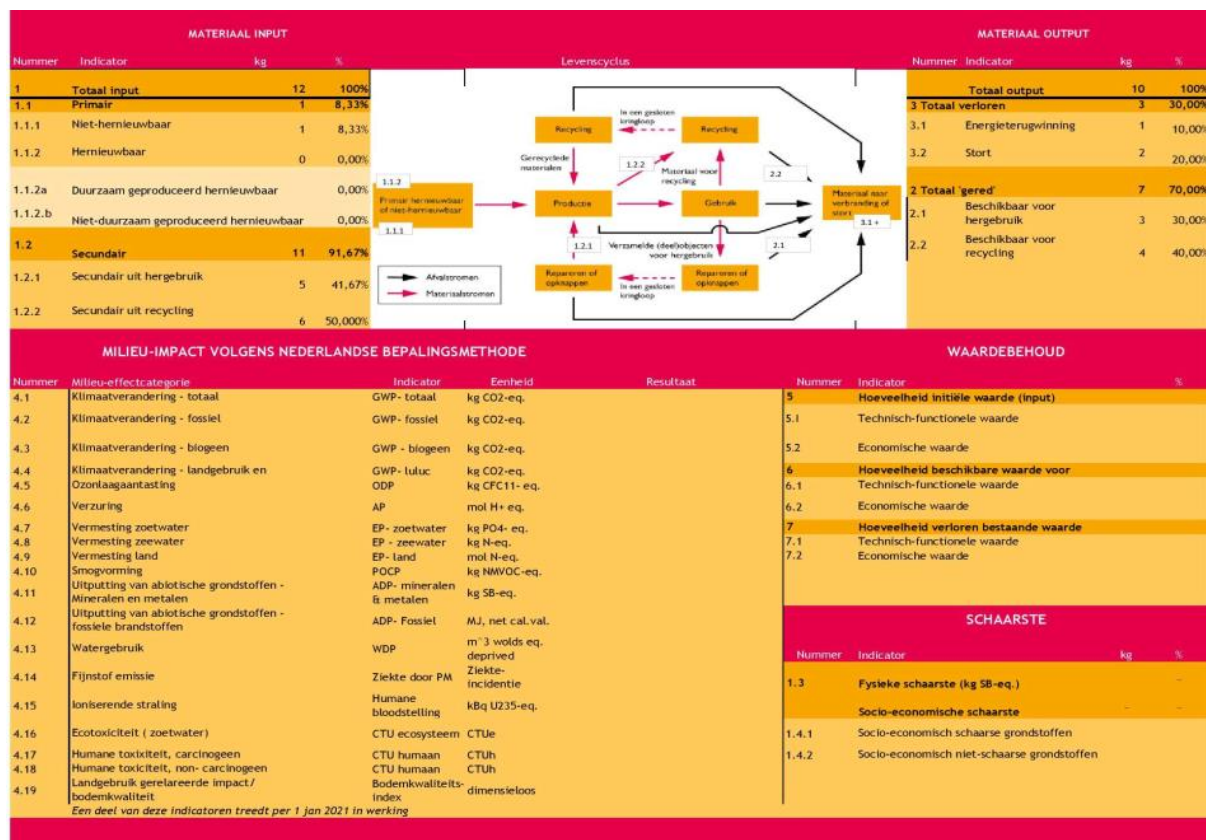 MATERIAAL INPUT
Nummer Indicator kg %
1 Totaal input 12 100%
1.1 Primair 1 8,33%
1.1.1 Niet-hernieuwbaar 1 8,33%
1.1.2 Hernieuwbaar 0 0,00%
1.1.2a Duurzaam geproduceerd hernieuwbaar 0,00%
1.1.2.b Niet-duurzaam geproduceerd hernieuwbaar 0,00%
1.2 Secundair 11 91,67%
1.2.1 Secundair uit hergebruik 5 41,67%
1.2.2 Secundair uit recycling 6 50,000%
Levenscyclus
In een gesloten
kringloop
Recycling Recycling
Gerecyclede
materialen
1.2.2
Materiaal voor
recycling
2.2
1.1.2
Primair hernieuwbaar
of niet-hernieuwbaar
1.1.1
Productie
Gebruik
Materiaal naar
verbranding of
stort
3.1 +
1.2.1
Verzamelde (deel)objecten
voor hergebruik
2.1
Repareren of
opknappen
In een gesloten
kringloop
Repareren of
opknappen
Afvalstromen
Materiaalstromen
MATERIAAL OUTPUT
Nummer Indicator kg %
Totaal output 10 100%
3 Totaal verloren 3 30,00%
3.1 Energieterugwinning 1 10,00%
3.2 Stort 2 20,00%
2 Totaal 'gered' 7 70,00%
2.1 Beschikbaar voor
hergebruik 3 30,00%
2.2 Beschikbaar voor
recycling 4 40,00%
MILIEU-IMPACT VOLGENS NEDERLANDSE BEPALINGSMETHODE
Nummer Milieu-effectcategorie Indicator Eenheid Resultaat
4.1 Klimaatverandering - totaal GWP- totaal kg CO2-eq.
4.2 Klimaatverandering - fossiel GWP- fossiel kg CO2-eq.
4.3 Klimaatverandering - biogeen GWP - biogeen kg CO2-eq.
4.4 Klimaatverandering - landgebruik en GWP- luluc kg CO2-eq.
4.5 Ozonlaagaantasting ODP kg CFC11- eq.
4.6 Verzuring AP mol H+ eq.
4.7 Vermesting zoetwater EP- zoetwater kg PO4- eq.
4.8 Vermesting zeewater EP - zeewater kg N-eq.
4.9 Vermesting land EP- land mol N-eq.
4.10 Smogvorming POCP kg NMVOC-eq.
4.11 Uitputting van abiotische grondstoffen -
Mineralen en metalen ADP- mineralen
& metalen kg SB-eq.
4.12 Uitputting van abiotische grondstoffen -
fossiele brandstoffen ADP- Fossiel MJ, net cal.val.
4.13 Watergebruik WDP m^3 wolds eq.
deprived
4.14 Fijnstof emissie Ziekte door PM Ziekte-
incidentie
4.15 Ioniserende straling Humane
bloodstelling kBq U235-eq.
4.16 Ecotoxiciteit ( zoetwater) CTU ecosysteem CTUe
4.17 Humane toxixiteit, carcinogeen CTU humaan CTUh
4.18 Humane toxiciteit, non- carcinogeen CTU humaan CTUh
4.19 Landgebruik gerelareerde impact/
bodemkwaliteit Bodemkwaliteits-
index dimensieloos
Een deel van deze indicatoren treedt per 1 jan 2021 in werking
WAARDEBEHOUD
Nummer Indicator %
5 Hoeveelheid initiële waarde (input)
5.I Technisch-functionele waarde
5.2 Economische waarde
6 Hoeveelheid beschikbare waarde voor
6.1 Technisch-functionele waarde
6.2 Economische waarde
7 Hoeveelheid verloren bestaande waarde
7.1 Technisch-functionele waarde
7.2 Economische waarde
SCHAARSTE
Nummer Indicator kg %
1.3 Fysieke schaarste (kg SB-eq.) -
Socio-economische schaarste - -
1.4.1 Socio-economisch schaarse grondstoffen
1.4.2 Socio-economisch niet-schaarse grondstoffen